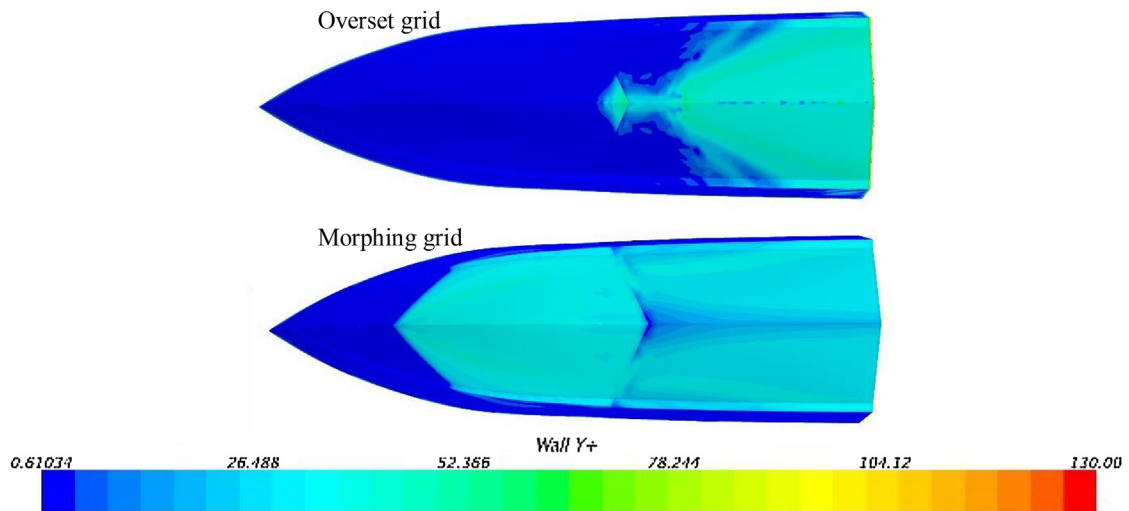 Overset grid
Morphing grid
Wall Y+
0.61034 26.488 52.366 78.244 104.12 130.00